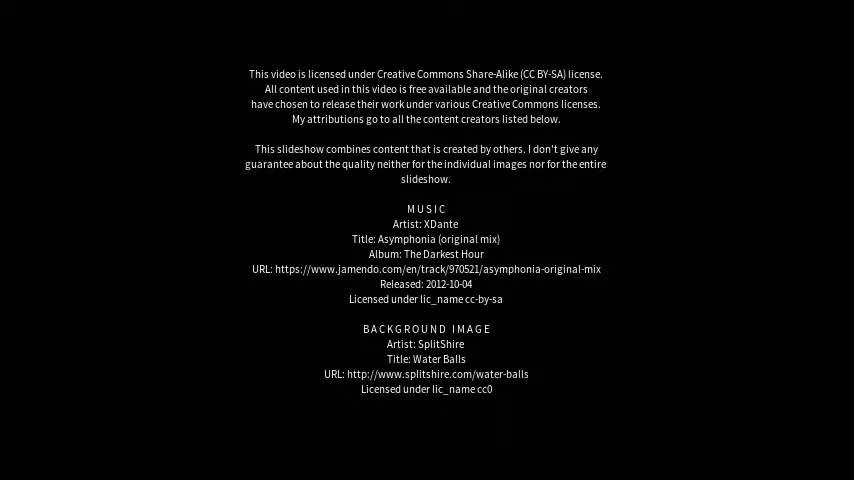 This video is licensed under Creative Commons Share-Alike (CC BY-SA) license.
All content used in this video is free available and the original creators
have chosen to release their work under various Creative Commons licenses.
My attributions go to all the content creators listed below.
This slideshow combines content that is created by others. I don't give any
guarantee about the quality neither for the individual images nor for the entire
slideshow.
MUSIC
Artist: XDante
Title: Asymphonia (original mix)
Album: The Darkest Hour
URL: https://www.jamendo.com/en/track/970521/asymphonia-original-mix
Released: 2012-10-04
Licensed under lic_name cc-by-sa
BACKGROUND IMAGE
Artist: SplitShire
Title: Water Balls
URL: http://www.splitshire.com/water-balls
Licensed under lic_name cc0